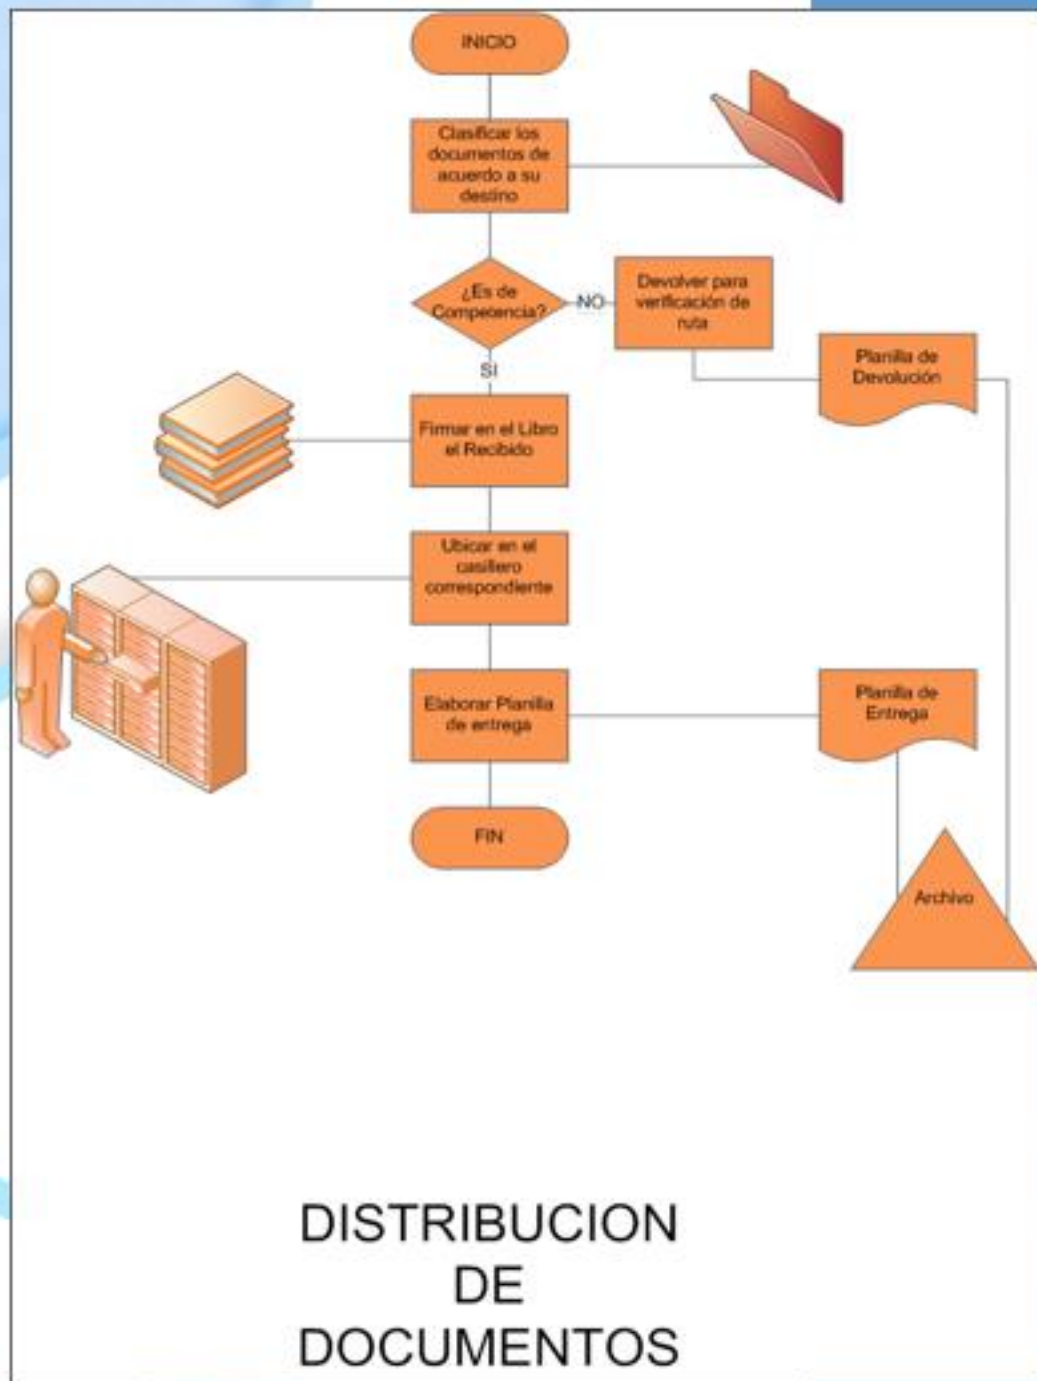 INICIO
Clasificar los
documentos de
acuerdo a su
destino
¿Es de
Competencia?
NO
Devolver para
verificación de
ruta
Planilla de
Devolución
SI
Firmar en el Libro
el Recibido
Ubicar en el
casillero
correspondiente
Elaborar Planilla
de entrega
Planilla de
Entrega
FIN
Archivo
DISTRIBUCION
DE
DOCUMENTOS